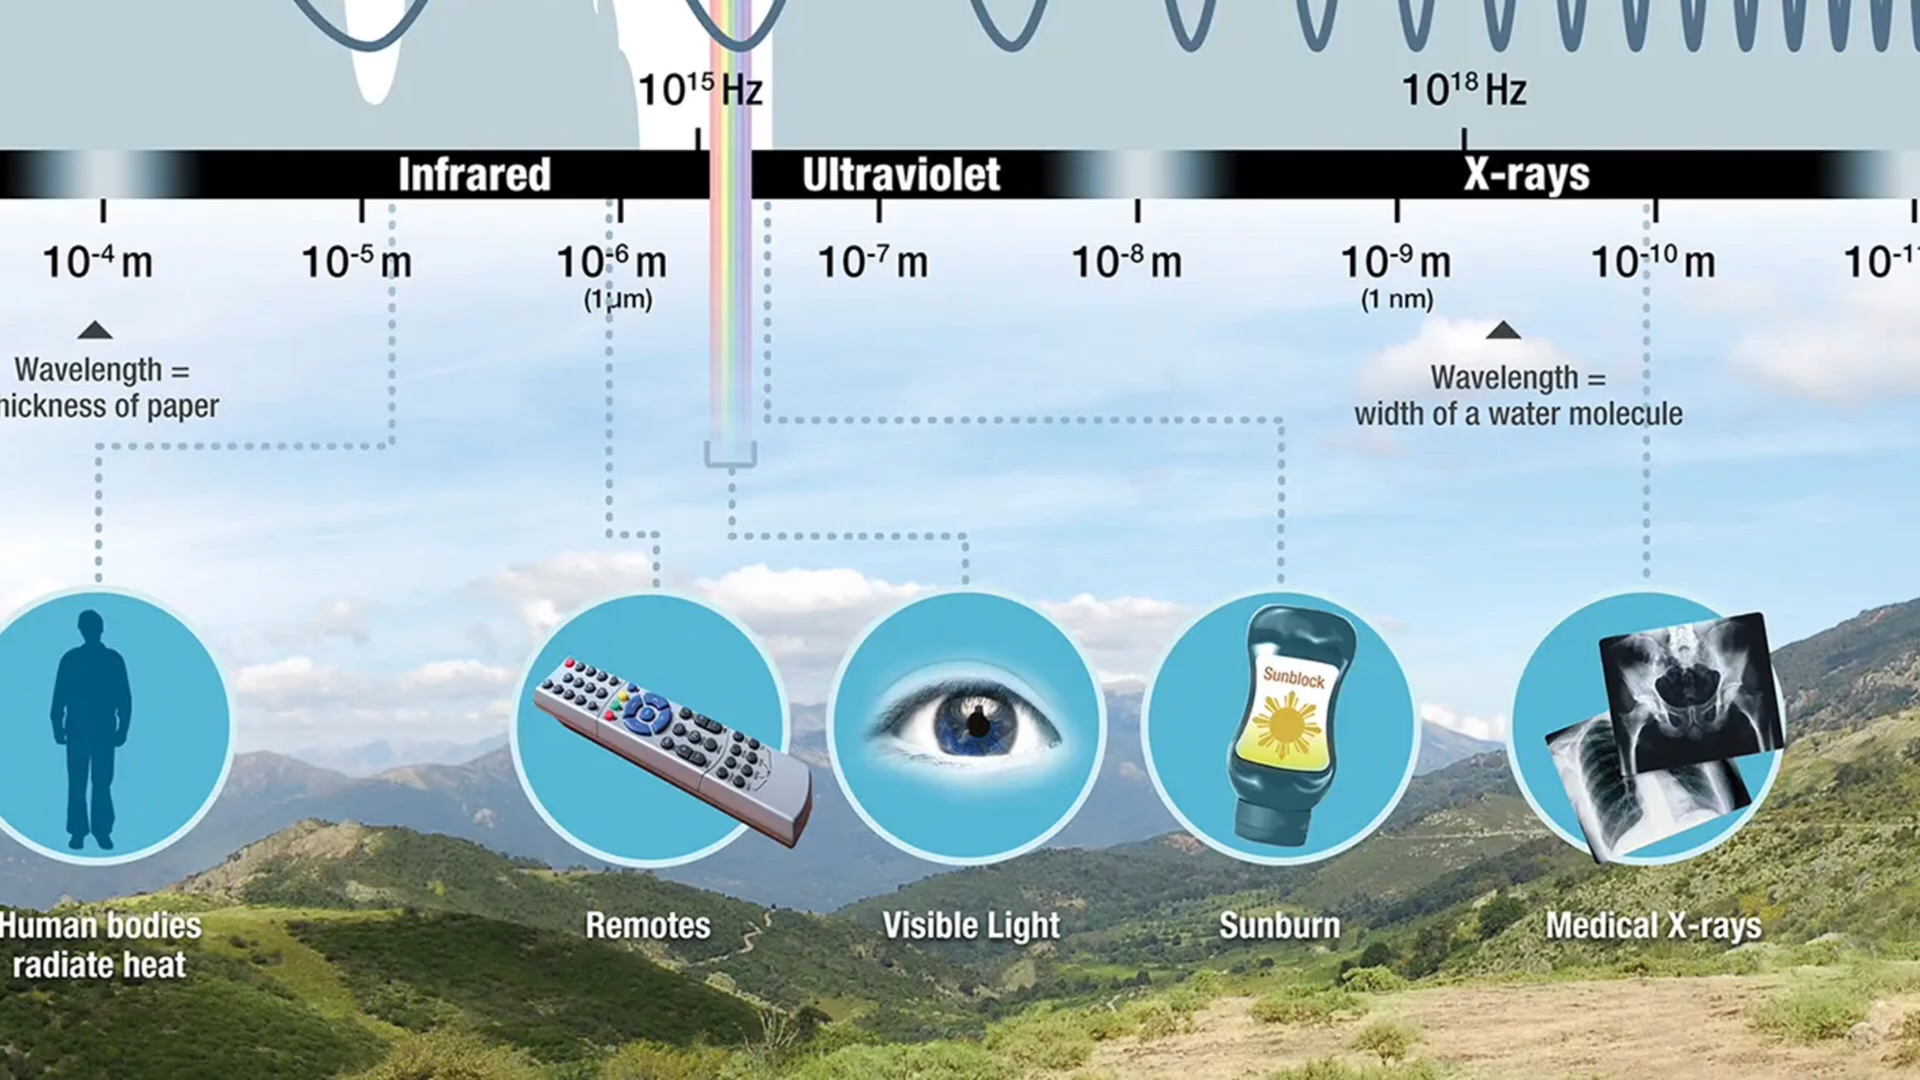 10¹⁵ Hz
10¹⁸ Hz
Infrared
Ultraviolet
X-rays
10⁻⁴ m
10⁻⁵ m
10⁻⁶ m
(1 µm)
10⁻⁷ m
10⁻⁸ m
10⁻⁹ m
(1 nm)
10⁻¹⁰ m
Wavelength =
hickness of paper
Wavelength =
width of a water molecule
Sunblock
Human bodies
radiate heat
Remotes
Visible Light
Sunburn
Medical X-rays